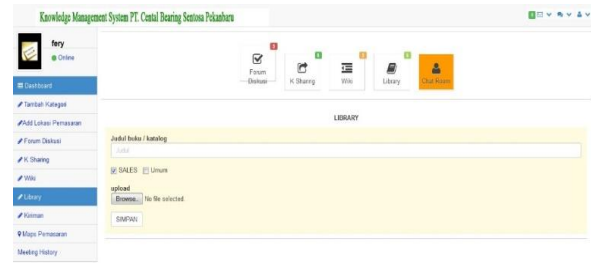 Knowledge Management System PT. Cental Bearing Sentosa Pekanbaru
fery
Online
Dashboard
Tambah Kategori
Add Lokasi Pemasaran
Forum Diskusi
K Sharing
Wiki
Library
Kiriman
Maps Pemasaran
Meeting History
Forum Diskusi
K Sharing
Wiki
Library
Chat Room
LIBRARY
Judul buku / katalog
Judul
SALES Umum
upload
Browse... No file selected.
SIMPAN